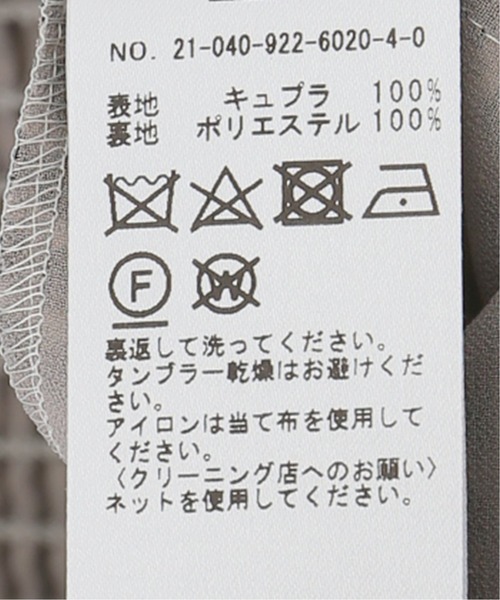 NO. 21-040-922-6020-4-0
表地 キュプラ 100%
裏地 ポリエステル 100%
F W
裏返して洗ってください。
タンブラー乾燥はお避けくだ
さい。
アイロンは当て布を使用して
ください。
〈クリーニング店へのお願い〉
ネットを使用してください。